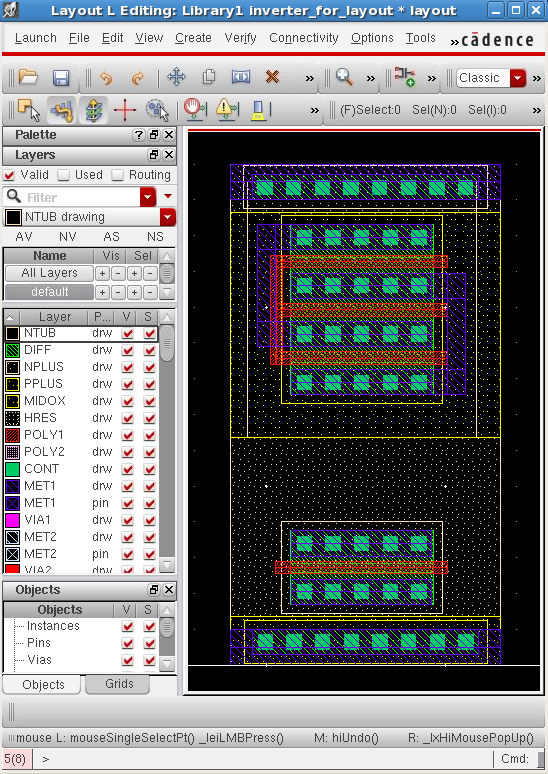 Layout L Editing: Library1 inverter_for_layout * layout
Launch File Edit View Create Verify Connectivity Options Tools » cādence
» » » Classic »
» (F)Select:0 Sel(N):0 Sel(I):0 »
Palette ?
Layers
Valid Used Routing
Filter
NTUB drawing
AV NV AS NS
Name Vis Sel
All Layers + - + -
default + - + -
Layer P... V S
NTUB drw
DIFF drw
NPLUS drw
PPLUS drw
MIDOX drw
HRES drw
POLY1 drw
POLY2 drw
CONT drw
MET1 drw
MET1 pin
VIA1 drw
MET2 drw
MET2 pin
VIA2 drw
Objects
Objects V S
Instances
Pins
Vias
Objects Grids
mouse L: mouseSingleSelectPt() _leiLMBPress() M: hiUndo() R: _lxHiMousePopUp()
5(8) > Cmd: